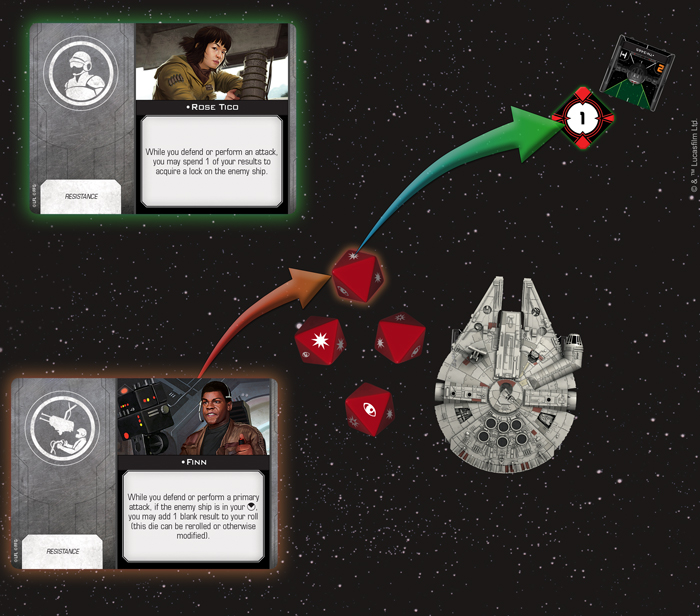 •Rose Tico
While you defend or perform an attack,
you may spend 1 of your results to
acquire a lock on the enemy ship.
RESISTANCE
1
2
© & ™ Lucasfilm Ltd.
•Finn
While you defend or perform a primary
attack, if the enemy ship is in your ,
you may add 1 blank result to your roll
(this die can be rerolled or otherwise
modified).
RESISTANCE